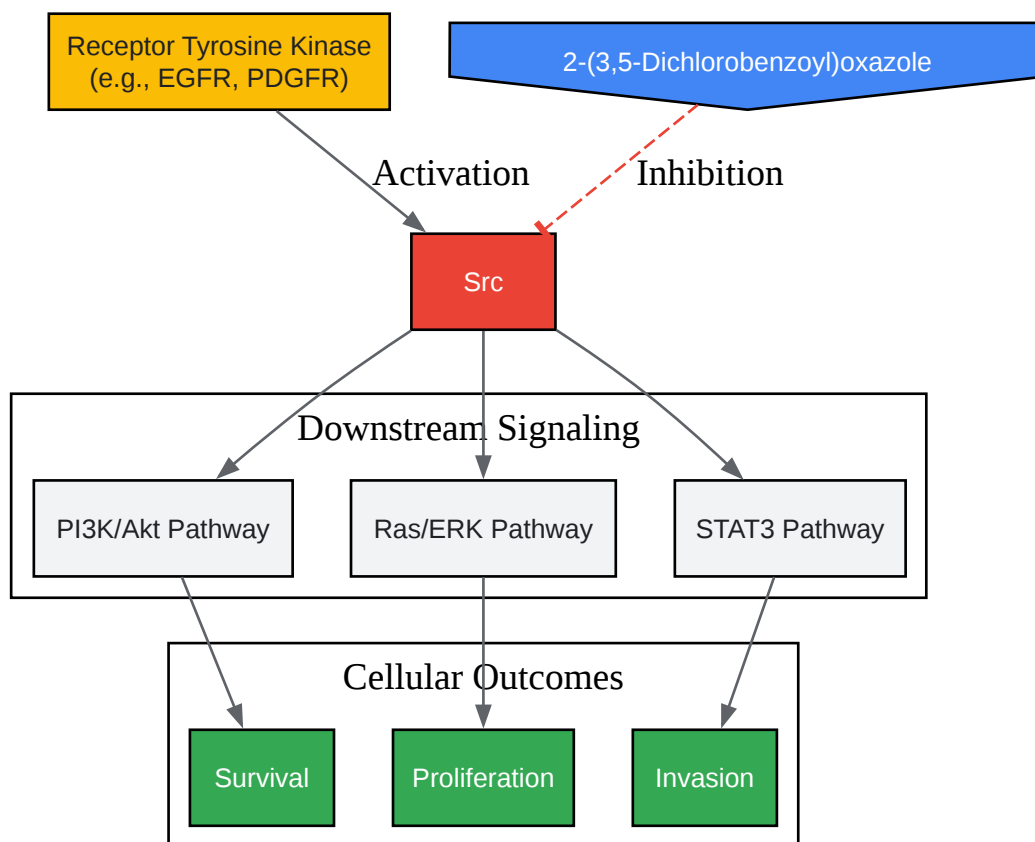 Receptor Tyrosine Kinase
(e.g., EGFR, PDGFR)
2-(3,5-Dichlorobenzoyl)oxazole
Activation
Inhibition
Src
Downstream Signaling
PI3K/Akt Pathway
Ras/ERK Pathway
STAT3 Pathway
Cellular Outcomes
Survival
Proliferation
Invasion